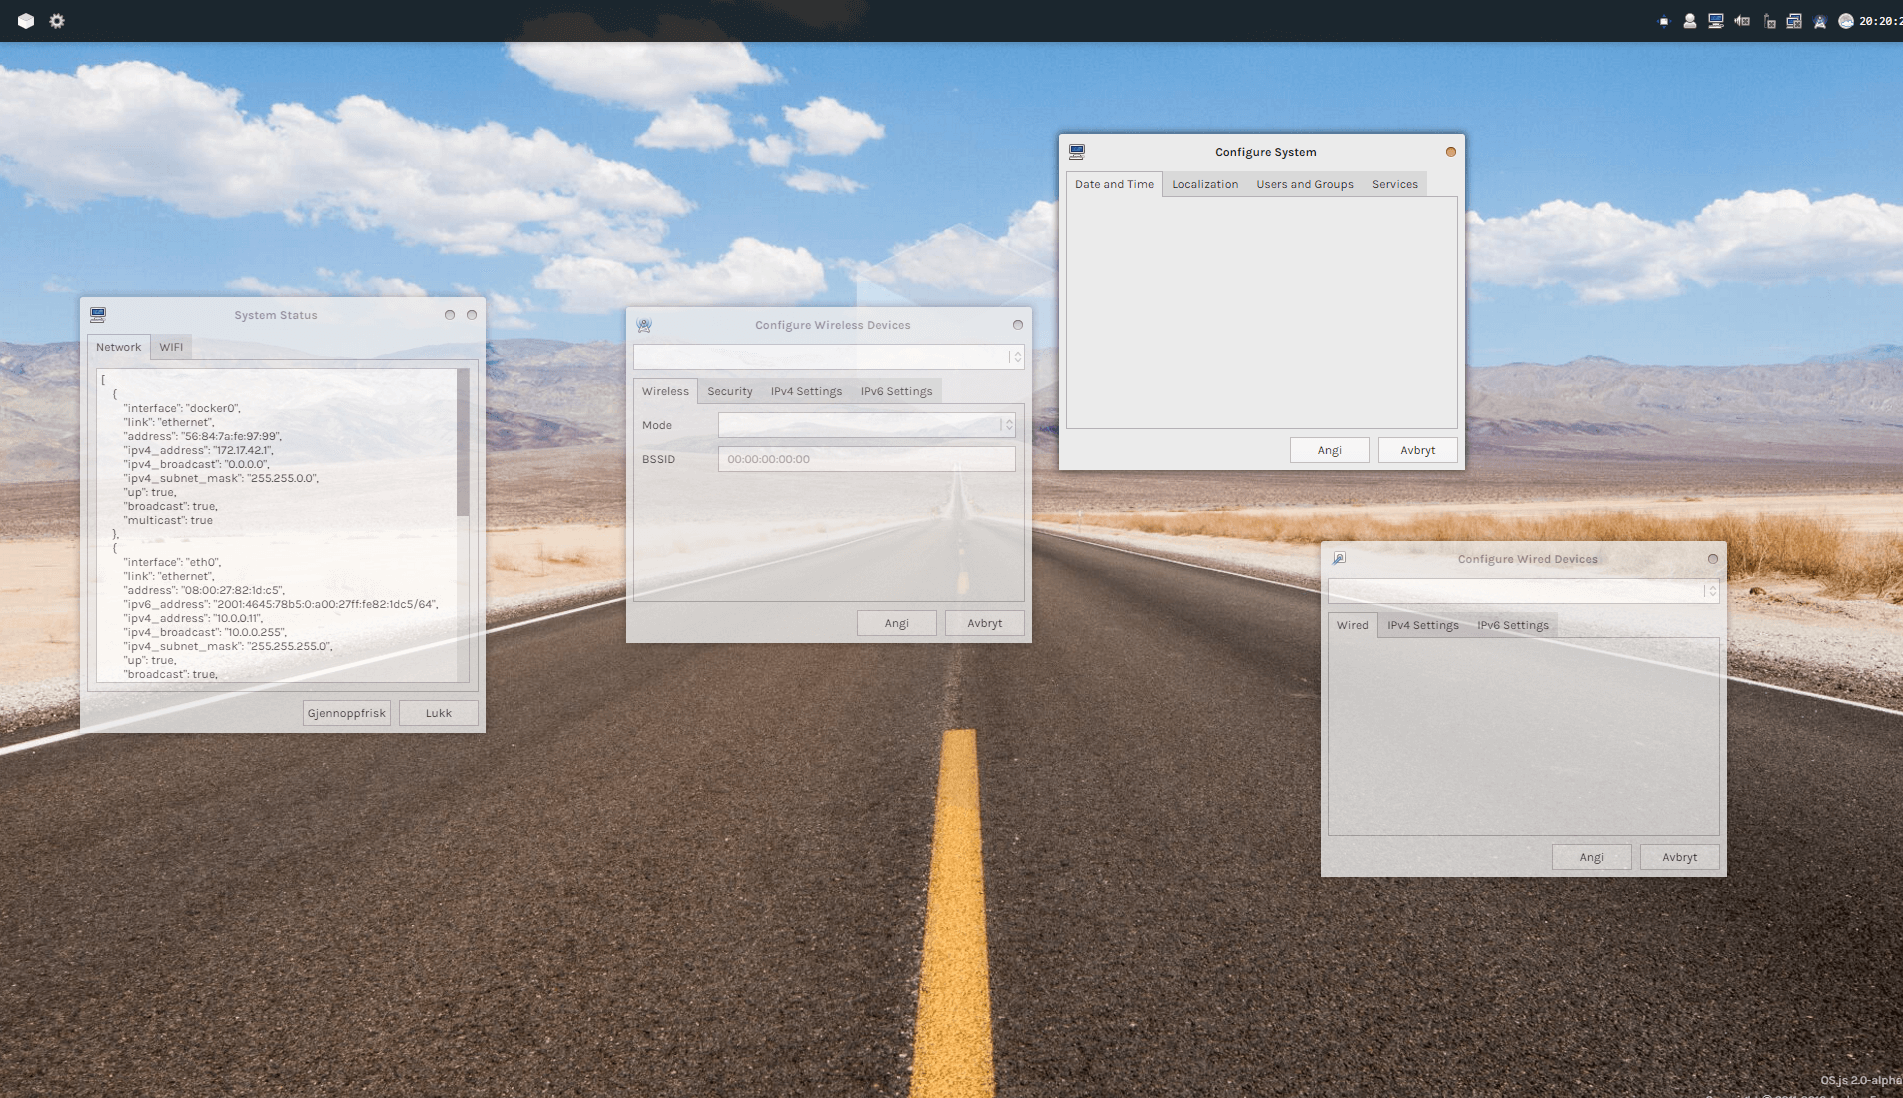 20:20:2
System Status
Network WIFI
[
{
"interface": "docker0",
"link": "ethernet",
"address": "56:84:7a:fe:97:99",
"ipv4_address": "172.17.42.1",
"ipv4_broadcast": "0.0.0.0",
"ipv4_subnet_mask": "255.255.0.0",
"up": true,
"broadcast": true,
"multicast": true
},
{
"interface": "eth0",
"link": "ethernet",
"address": "08:00:27:82:1d:c5",
"ipv6_address": "2001:4645:78b5:0:a00:27ff:fe82:1dc5/64",
"ipv4_address": "10.0.0.11",
"ipv4_broadcast": "10.0.0.255",
"ipv4_subnet_mask": "255.255.255.0",
"up": true,
"broadcast": true,
Gjennoppfrisk Lukk
Configure Wireless Devices
Wireless Security IPv4 Settings IPv6 Settings
Mode
BSSID 00:00:00:00:00
Angi Avbryt
Configure System
Date and Time Localization Users and Groups Services
Angi Avbryt
Configure Wired Devices
Wired IPv4 Settings IPv6 Settings
Angi Avbryt
OS.js 2.0-alpha